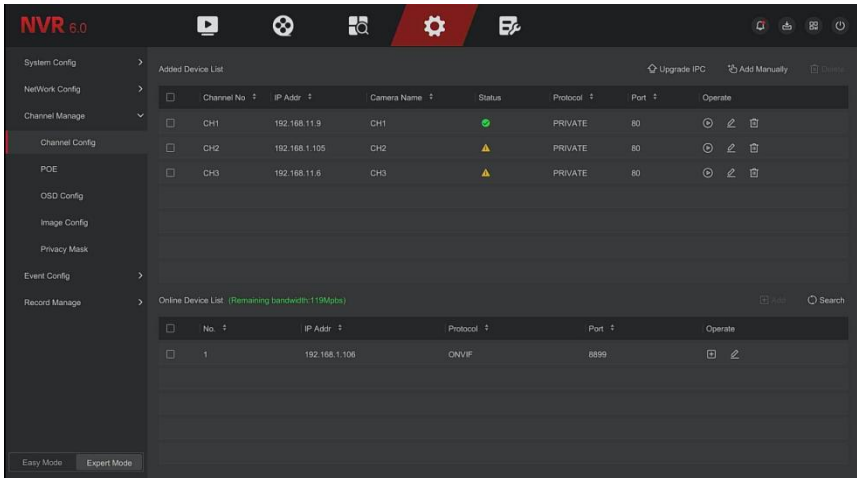 NVR 6.0
System Config
NetWork Config
Channel Manage
Channel Config
POE
OSD Config
Image Config
Privacy Mask
Event Config
Record Manage
Easy Mode Expert Mode
Added Device List Upgrade IPC Add Manually Delete
Channel No IP Addr Camera Name Status Protocol Port Operate
CH1 192.168.11.9 CH1 PRIVATE 80
CH2 192.168.1.105 CH2 PRIVATE 80
CH3 192.168.11.6 CH3 PRIVATE 80
Online Device List (Remaining bandwidth:119Mpbs) Add Search
No. IP Addr Protocol Port Operate
1 192.168.1.106 ONVIF 8899